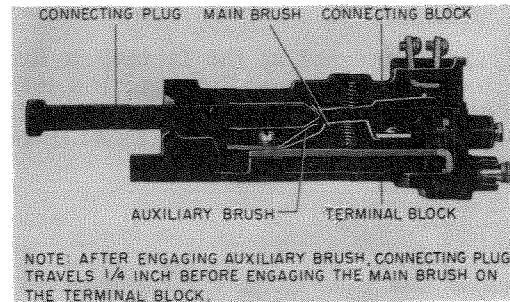 CONNECTING PLUG MAIN BRUSH CONNECTING BLOCK
AUXILIARY BRUSH TERMINAL BLOCK
NOTE: AFTER ENGAGING AUXILIARY BRUSH, CONNECTING PLUG
TRAVELS 1/4 INCH BEFORE ENGAGING THE MAIN BRUSH ON
THE TERMINAL BLOCK.